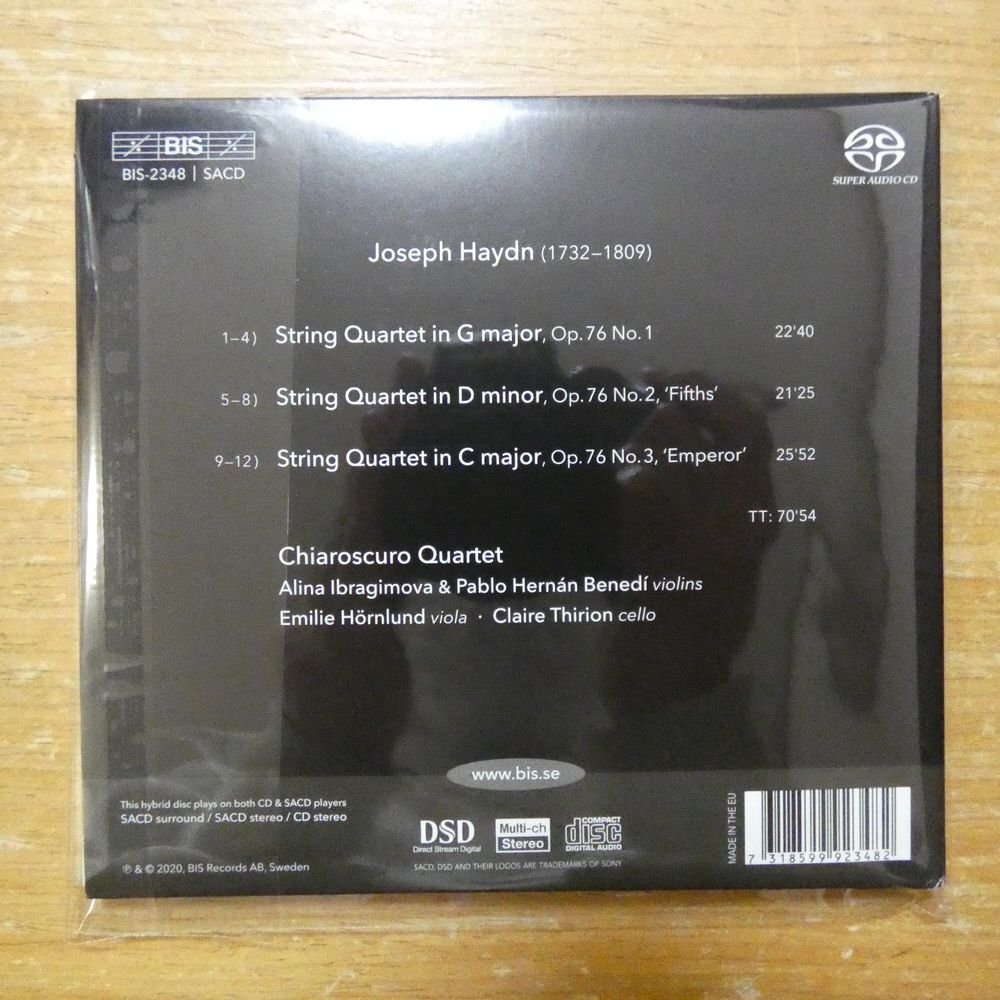 BIS
BIS-2348 | SACD
SUPER AUDIO CD
Joseph Haydn (1732–1809)
1–4) String Quartet in G major, Op. 76 No. 1 22'40
5–8) String Quartet in D minor, Op. 76 No. 2, ‘Fifths’ 21'25
9–12) String Quartet in C major, Op. 76 No. 3, ‘Emperor’ 25'52
TT: 70'54
Chiaroscuro Quartet
Alina Ibragimova & Pablo Hernán Benedí violins
Emilie Hörnlund viola · Claire Thirion cello
www.bis.se
This hybrid disc plays on both CD & SACD players
SACD surround / SACD stereo / CD stereo
℗ & © 2020, BIS Records AB, Sweden
DSD
Direct Stream Digital
Multi-ch
Stereo
COMPACT
disc
DIGITAL AUDIO
SACD, DSD AND THEIR LOGOS ARE TRADEMARKS OF SONY
MADE IN THE EU
7 318599 923482